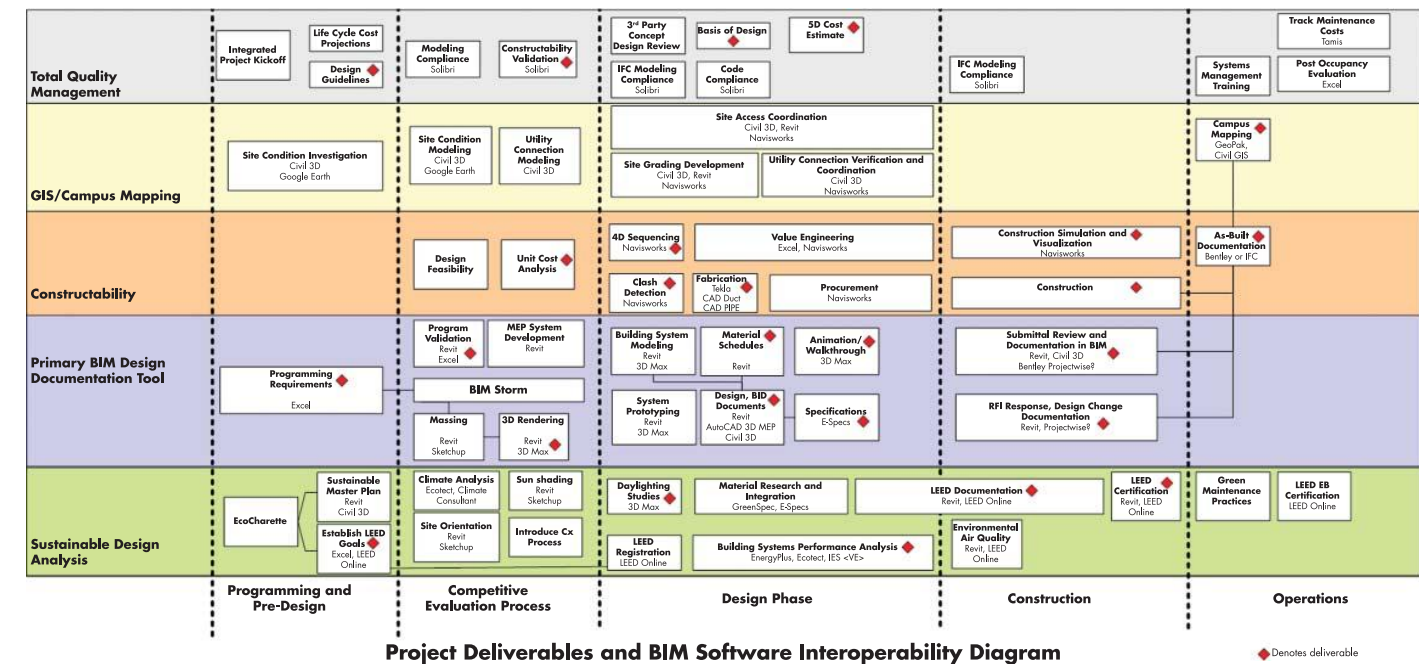 Total Quality
Management
Integrated
Project Kickoff
Life Cycle Cost
Projections
Design
Guidelines
Modeling
Compliance
Solibri
Constructability
Validation
Solibri
3rd Party
Concept
Design Review
Basis of Design
5D Cost
Estimate
IFC Modeling
Compliance
Solibri
Code
Compliance
Solibri
IFC Modeling
Compliance
Solibri
Track Maintenance
Costs
Tamis
Systems
Management
Training
Post Occupancy
Evaluation
Excel
GIS/Campus Mapping
Site Condition Investigation
Civil 3D
Google Earth
Site Condition
Modeling
Civil 3D
Google Earth
Utility
Connection
Modeling
Civil 3D
Site Access Coordination
Civil 3D, Revit
Navisworks
Site Grading Development
Civil 3D, Revit
Navisworks
Utility Connection Verification and
Coordination
Civil 3D
Navisworks
Campus
Mapping
GeoPak,
Civil GIS
Constructability
Design
Feasibility
Unit Cost
Analysis
4D Sequencing
Navisworks
Value Engineering
Excel, Navisworks
Clash
Detection
Navisworks
Fabrication
Tekla
CAD Duct
CAD PIPE
Procurement
Navisworks
Construction Simulation and
Visualization
Navisworks
Construction
As-Built
Documentation
Bentley or IFC
Primary BIM Design
Documentation Tool
Programming
Requirements
Excel
Program
Validation
Revit
Excel
MEP System
Development
Revit
BIM Storm
Massing
Revit
Sketchup
3D Rendering
Revit
3D Max
Building System
Modeling
Revit
3D Max
Material
Schedules
Revit
Animation/
Walkthrough
3D Max
System
Prototyping
Revit
3D Max
Design, BID
Documents
Revit
AutoCAD 3D MEP
Civil 3D
Specifications
E-Specs
Submittal Review and
Documentation in BIM
Revit, Civil 3D
Bentley Projectwise?
RFI Response, Design Change
Documentation
Revit, Projectwise?
Sustainable Design
Analysis
EcoCharette
Sustainable
Master Plan
Revit
Civil 3D
Establish LEED
Goals
Excel, LEED
Online
Climate Analysis
Ecotect, Climate
Consultant
Sun shading
Revit
Sketchup
Site Orientation
Revit
Sketchup
Introduce Cx
Process
Daylighting
Studies
3D Max
Material Research and
Integration
GreenSpec, E-Specs
LEED Documentation
Revit, LEED Online
LEED
Certification
Revit, LEED
Online
LEED
Registration
LEED Online
Building Systems Performance Analysis
EnergyPlus, Ecotect, IES <VE>
Environmental
Air Quality
Revit, LEED
Online
Green
Maintenance
Practices
LEED EB
Certification
LEED Online
Programming and
Pre-Design
Competitive
Evaluation Process
Design Phase
Construction
Operations
Project Deliverables and BIM Software Interoperability Diagram
Denotes deliverable